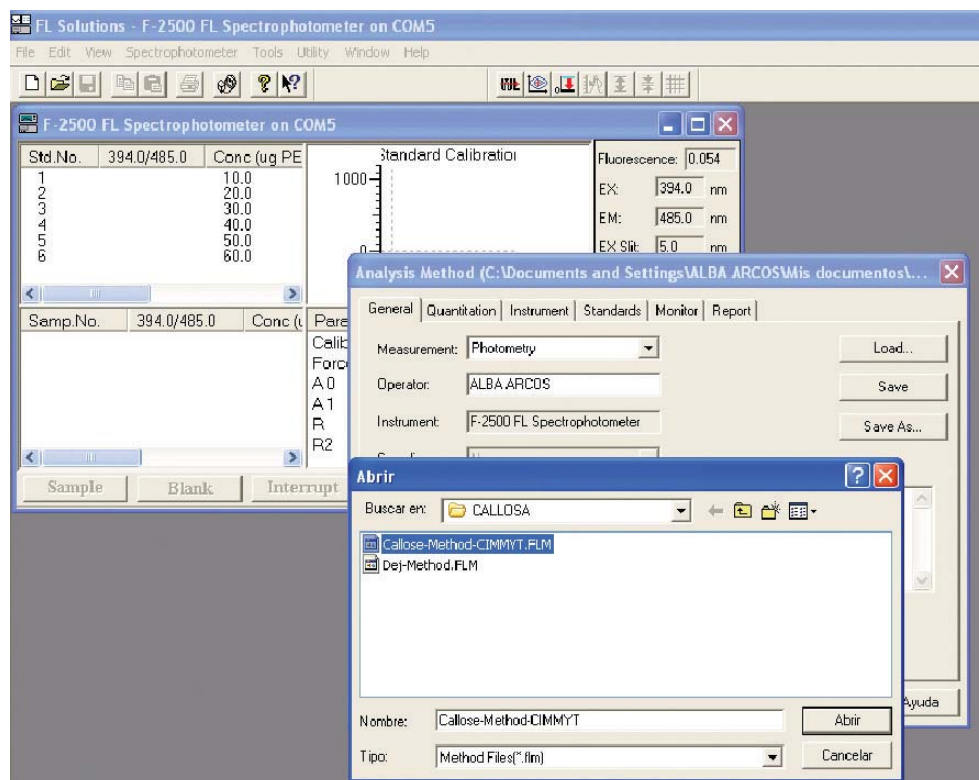 FL Solutions - F-2500 FL Spectrophotometer on COM5
File Edit View Spectrophotometer Tools Utility Window Help
F-2500 FL Spectrophotometer on COM5
Std.No. 394.0/485.0 Conc (ug PE
1 10.0
2 20.0
3 30.0
4 40.0
5 50.0
6 60.0
Standard Calibration
1000
0
Fluorescence: 0.054
EX: 394.0 nm
EM: 485.0 nm
EX Slit: 5.0 nm
Samp.No. 394.0/485.0 Conc (u
Para
Calib
Force
A0
A1
R
R2
Sample Blank Interrupt
Analysis Method (C:\Documents and Settings\ALBA ARCOS\Mis documentos\...
General Quantitation Instrument Standards Monitor Report
Measurement: Photometry
Load...
Operator: ALBA ARCOS
Save
Instrument: F-2500 FL Spectrophotometer
Save As...
Ayuda
Abrir
Buscar en: CALLOSA
Callose-Method-CIMMYT.FLM
Dej-Method.FLM
Nombre: Callose-Method-CIMMYT
Abrir
Tipo: Method Files(*.flm)
Cancelar